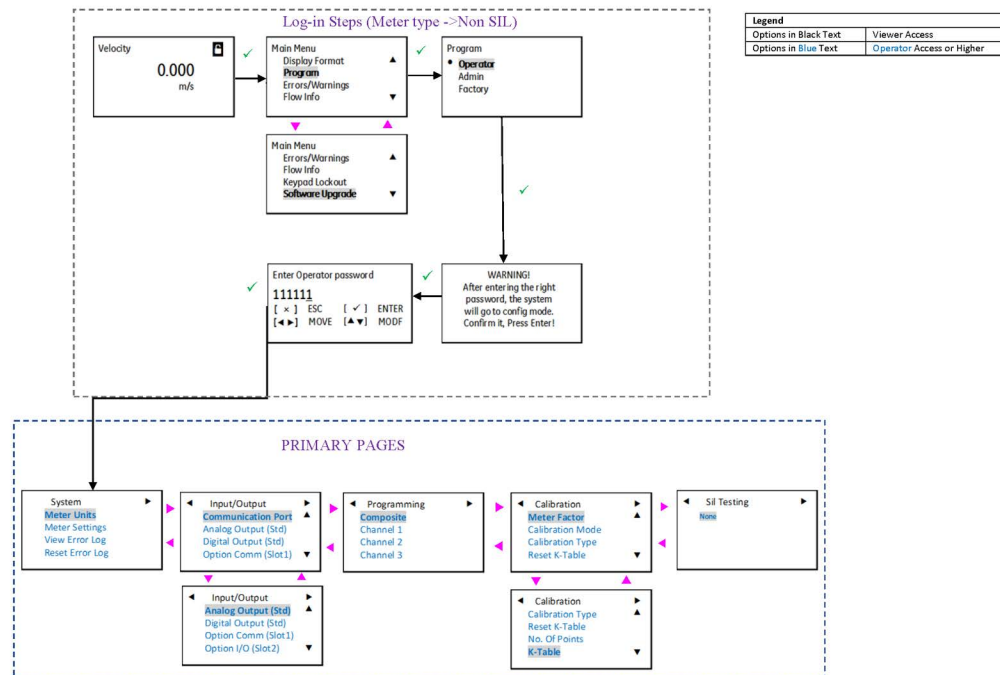 Log-in Steps (Meter type ->Non SIL)
Legend
Options in Black Text Viewer Access
Options in Blue Text Operator Access or Higher
Velocity
0.000
m/s
✓
Main Menu
Display Format ▲
Program
Errors/Warnings
Flow Info ▼
✓
Program
• Operator
Admin
Factory
Main Menu
Errors/Warnings ▲
Flow Info
Keypad Lockout
Software Upgrade ▼
✓
Enter Operator password
111111
[ × ] ESC [ ✓ ] ENTER
[◄ ►] MOVE [▲▼] MODF
✓
✓
WARNING!
After entering the right
password, the system
will go to config mode.
Confirm it, Press Enter!
PRIMARY PAGES
System ►
Meter Units
Meter Settings
View Error Log
Reset Error Log
◄ Input/Output ►
Communication Port ▲
Analog Output (Std)
Digital Output (Std)
Option Comm (Slot1) ▼
◄ Programming ►
Composite
Channel 1
Channel 2
Channel 3
◄ Calibration ►
Meter Factor ▲
Calibration Mode
Calibration Type
Reset K-Table ▼
◄ Sil Testing ►
None
◄ Input/Output ►
Analog Output (Std) ▲
Digital Output (Std)
Option Comm (Slot1)
Option I/O (Slot2) ▼
◄ Calibration ►
Calibration Type ▲
Reset K-Table
No. Of Points
K-Table ▼